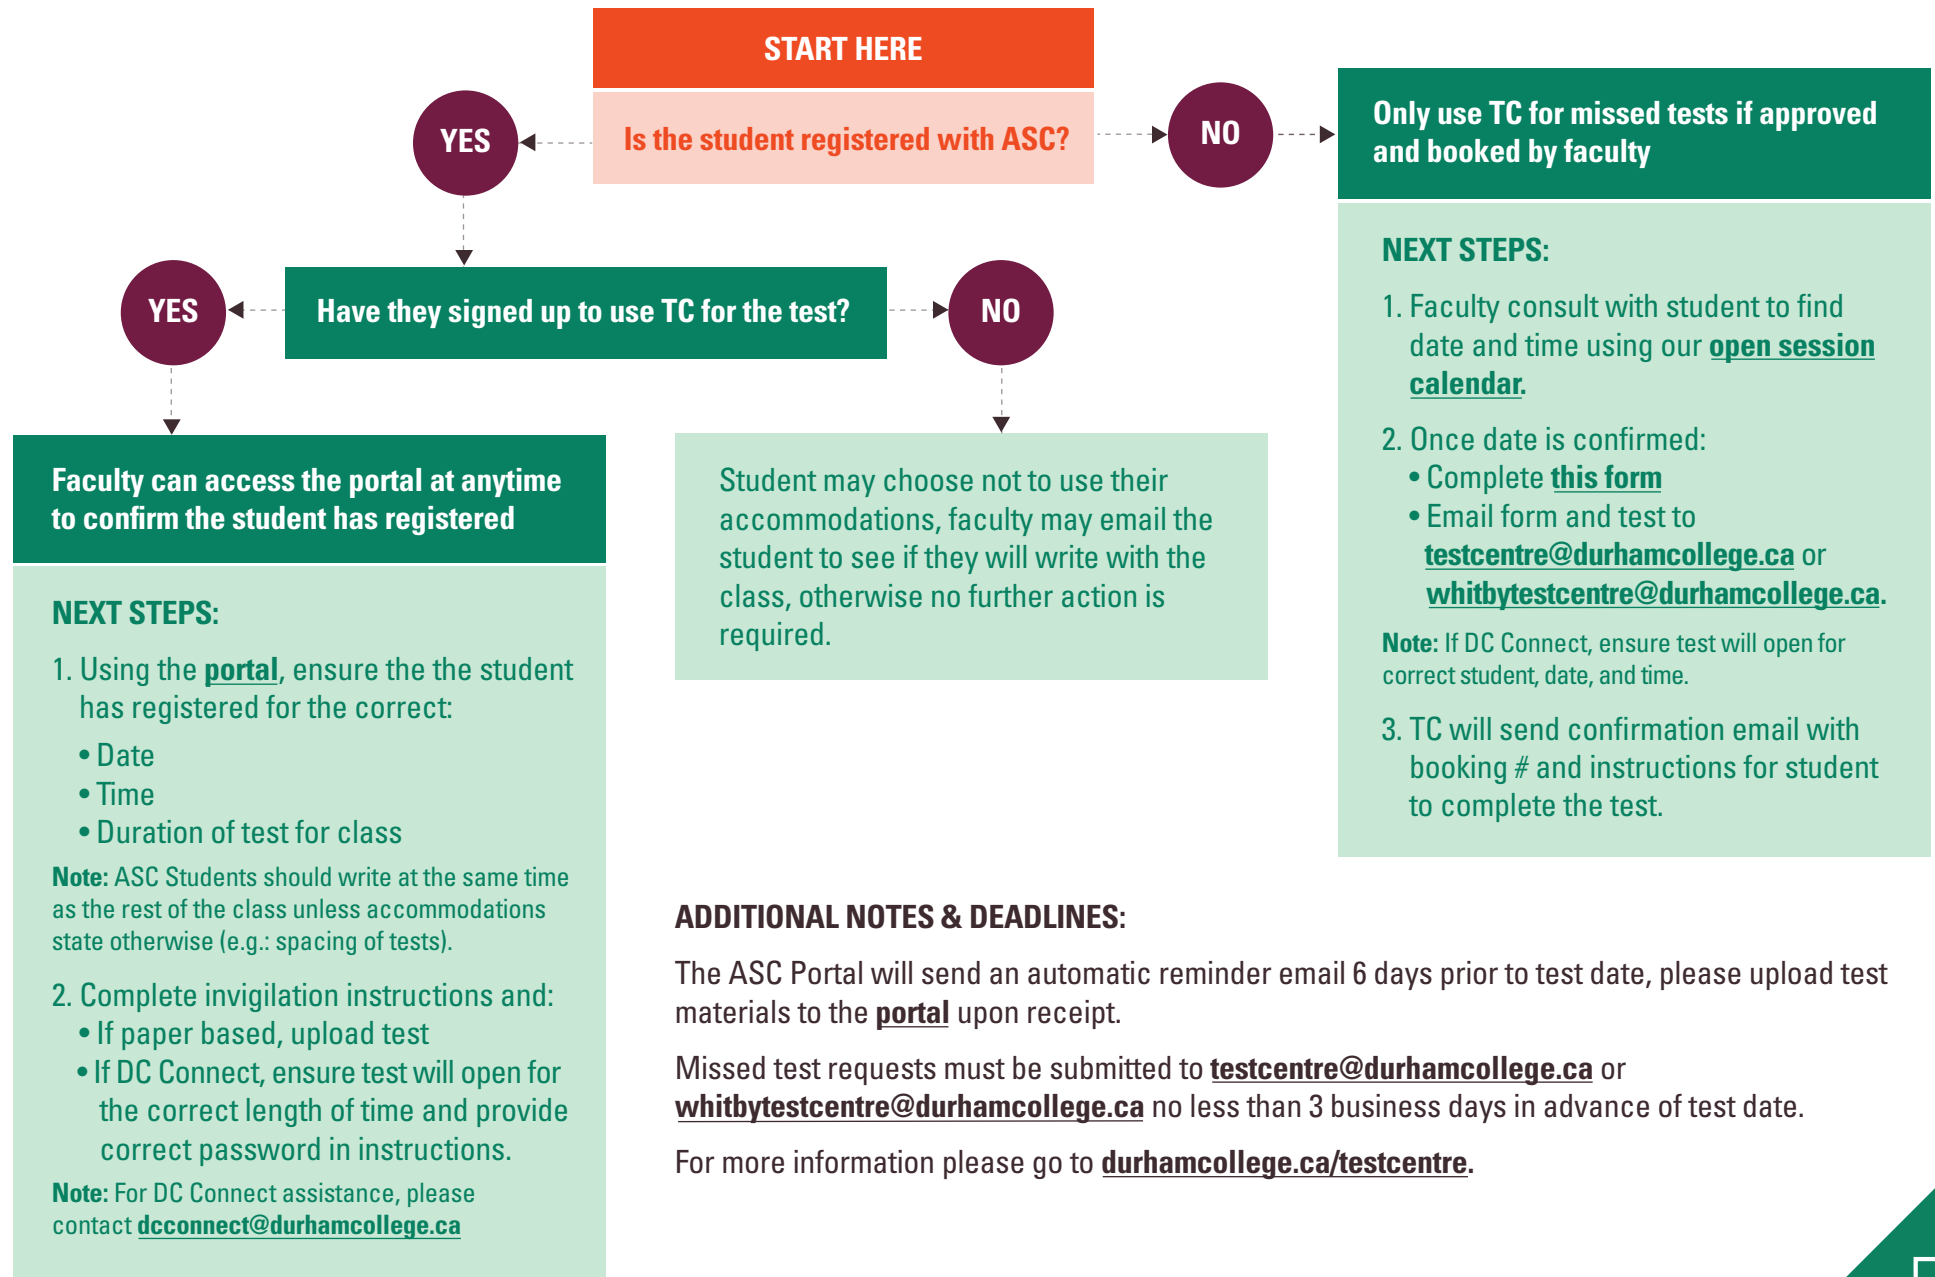 START HERE
Is the student registered with ASC?
YES
NO
Only use TC for missed tests if approved
and booked by faculty
NEXT STEPS:
1. Faculty consult with student to find
date and time using our open session
calendar.
2. Once date is confirmed:
• Complete this form
• Email form and test to
testcentre@durhamcollege.ca or
whitbytestcentre@durhamcollege.ca.
Note: If DC Connect, ensure test will open for
correct student, date, and time.
3. TC will send confirmation email with
booking # and instructions for student
to complete the test.
Have they signed up to use TC for the test?
YES
NO
Faculty can access the portal at anytime
to confirm the student has registered
NEXT STEPS:
1. Using the portal, ensure the the student
has registered for the correct:
• Date
• Time
• Duration of test for class
Note: ASC Students should write at the same time
as the rest of the class unless accommodations
state otherwise (e.g.: spacing of tests).
2. Complete invigilation instructions and:
• If paper based, upload test
• If DC Connect, ensure test will open for
the correct length of time and provide
correct password in instructions.
Note: For DC Connect assistance, please
contact dcconnect@durhamcollege.ca
Student may choose not to use their
accommodations, faculty may email the
student to see if they will write with the
class, otherwise no further action is
required.
ADDITIONAL NOTES & DEADLINES:
The ASC Portal will send an automatic reminder email 6 days prior to test date, please upload test
materials to the portal upon receipt.
Missed test requests must be submitted to testcentre@durhamcollege.ca or
whitbytestcentre@durhamcollege.ca no less than 3 business days in advance of test date.
For more information please go to durhamcollege.ca/testcentre.